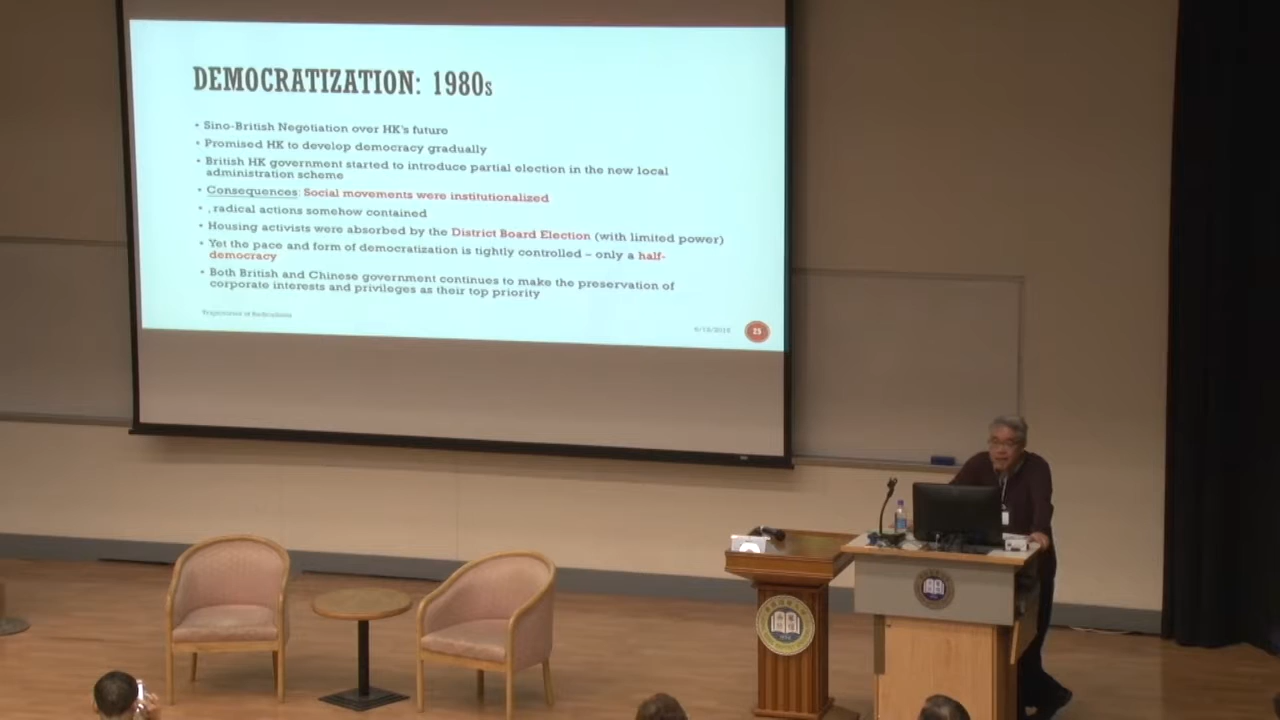 DEMOCRATIZATION: 1980s
• Sino-British Negotiation over HK's future
• Promised HK to develop democracy gradually
• British HK government started to introduce partial election in the new local
administration scheme
• Consequences: Social movements were institutionalized
• , radical actions somehow contained
• Housing activists were absorbed by the District Board Election (with limited power)
• Yet the pace and form of democratization is tightly controlled – only a half-
democracy
• Both British and Chinese government continues to make the preservation of
corporate interests and privileges as their top priority
Trajectories of Radicalism
25